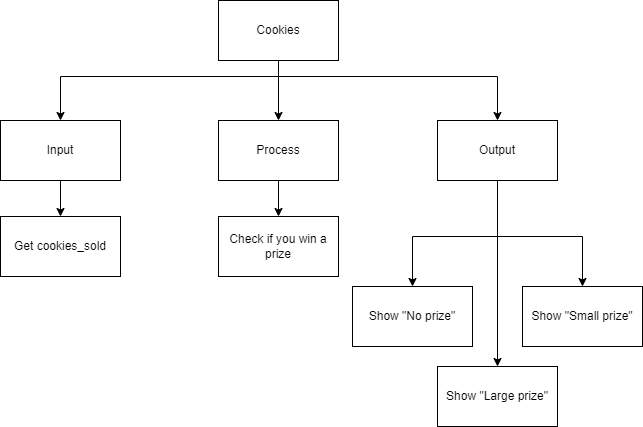 Cookies
Input
Process
Output
Get cookies_sold
Check if you win a
prize
Show "No prize"
Show "Small prize"
Show "Large prize"